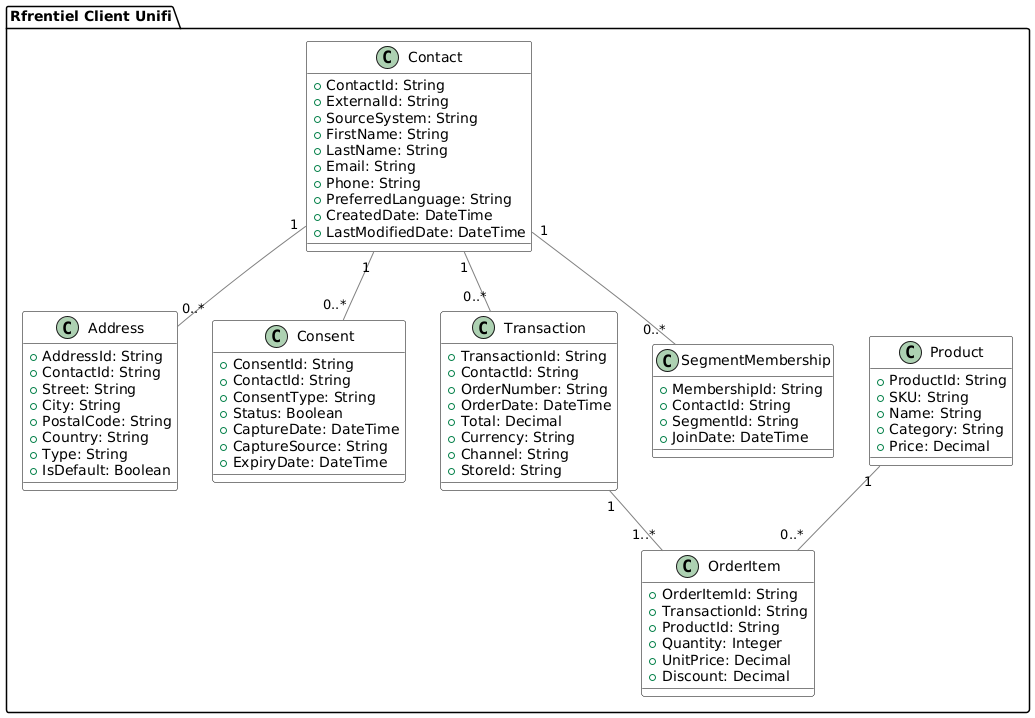 Rfrentiel Client Unifi
C Contact
ContactId: String
ExternalId: String
SourceSystem: String
FirstName: String
LastName: String
Email: String
Phone: String
PreferredLanguage: String
CreatedDate: DateTime
LastModifiedDate: DateTime
1
1
1
1
0..*
0..*
0..*
0..*
C Address
AddressId: String
ContactId: String
Street: String
City: String
PostalCode: String
Country: String
Type: String
IsDefault: Boolean
C Consent
ConsentId: String
ContactId: String
ConsentType: String
Status: Boolean
CaptureDate: DateTime
CaptureSource: String
ExpiryDate: DateTime
C Transaction
TransactionId: String
ContactId: String
OrderNumber: String
OrderDate: DateTime
Total: Decimal
Currency: String
Channel: String
StoreId: String
C SegmentMembership
MembershipId: String
ContactId: String
SegmentId: String
JoinDate: DateTime
C Product
ProductId: String
SKU: String
Name: String
Category: String
Price: Decimal
1
1
1..*
0..*
C OrderItem
OrderItemId: String
TransactionId: String
ProductId: String
Quantity: Integer
UnitPrice: Decimal
Discount: Decimal